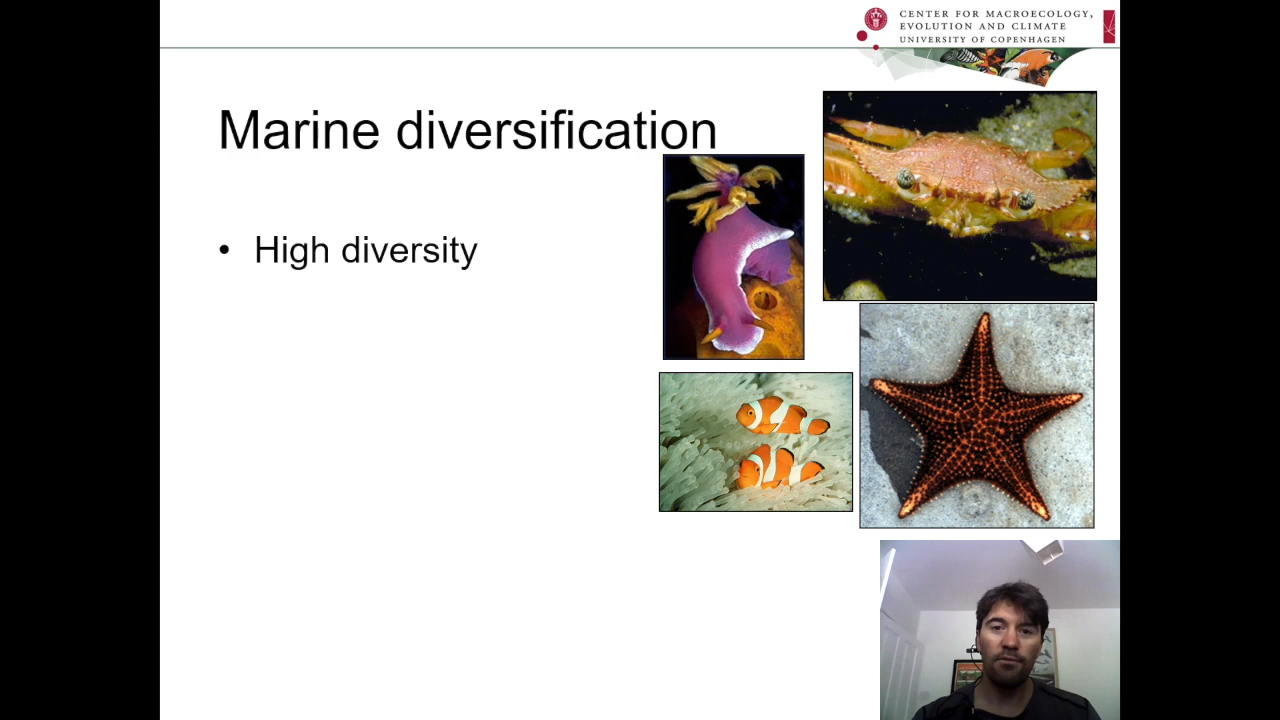 CENTER FOR MACROECOLOGY,
EVOLUTION AND CLIMATE
UNIVERSITY OF COPENHAGEN
Marine diversification
• High diversity